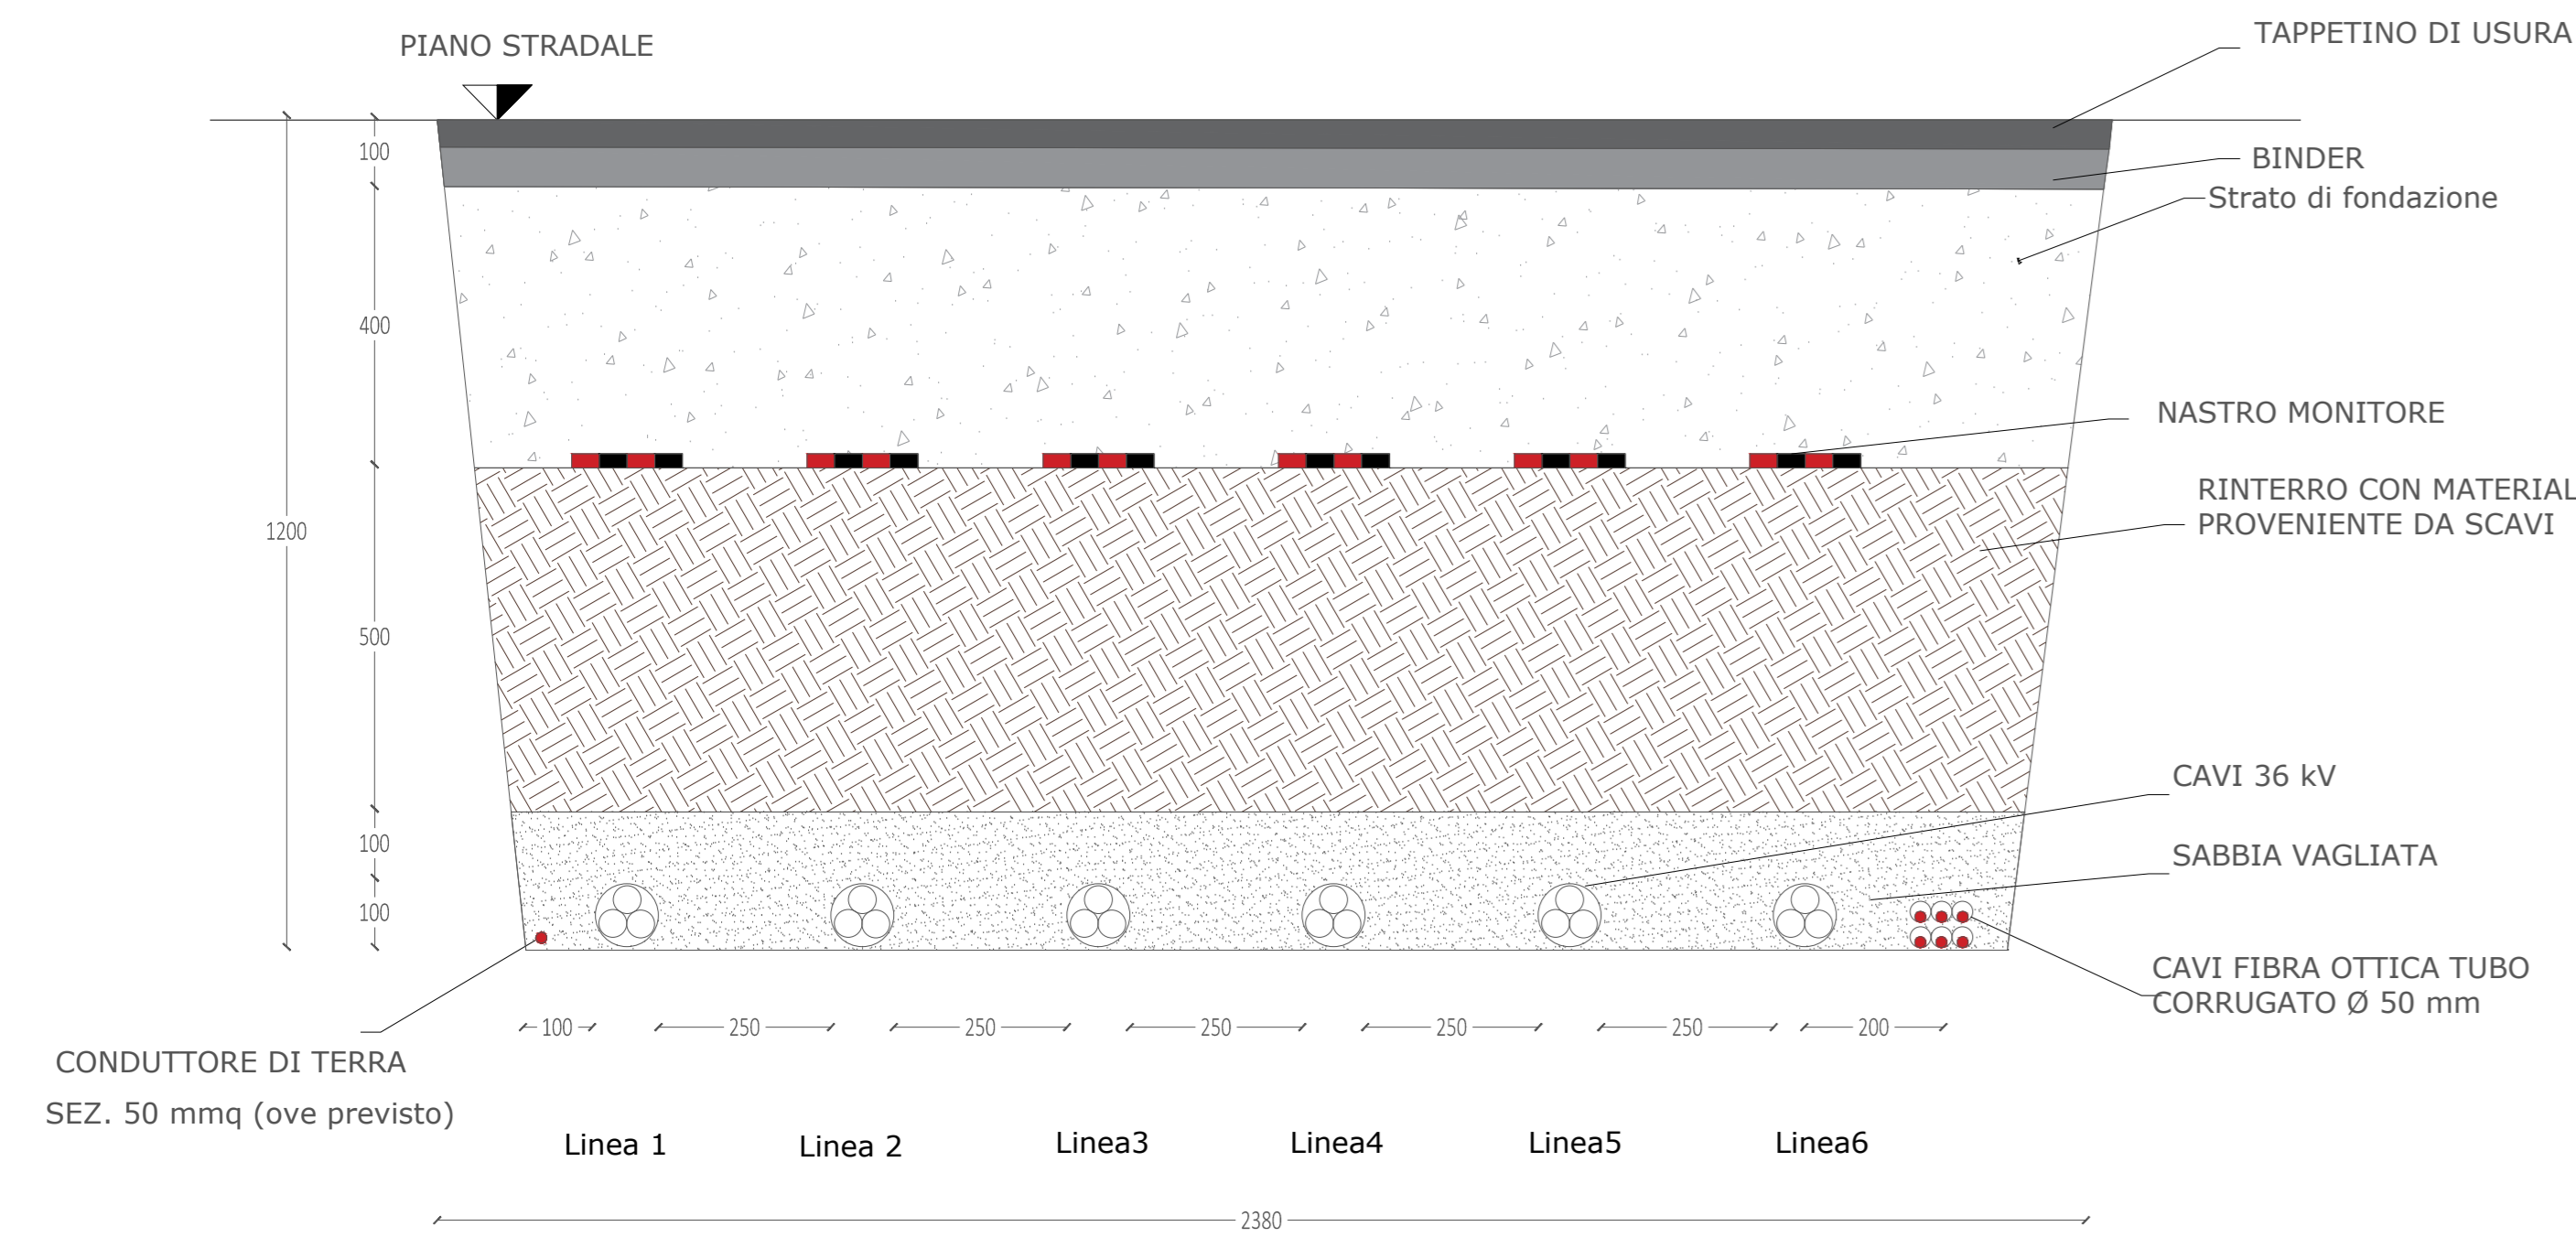 TAPPETINO DI USURA
PIANO STRADALE
100
BINDER
Strato di fondazione
400
NASTRO MONITORE
RINTERRO CON MATERIAL
PROVENIENTE DA SCAVI
1200
500
CAVI 36 kV
100
SABBIA VAGLIATA
100
CAVI FIBRA OTTICA TUBO
CORRUGATO Ø 50 mm
100 250 250 250 250 250 200
CONDUTTORE DI TERRA
SEZ. 50 mmq (ove previsto)
Linea 1 Linea 2 Linea3 Linea4 Linea5 Linea6
2380